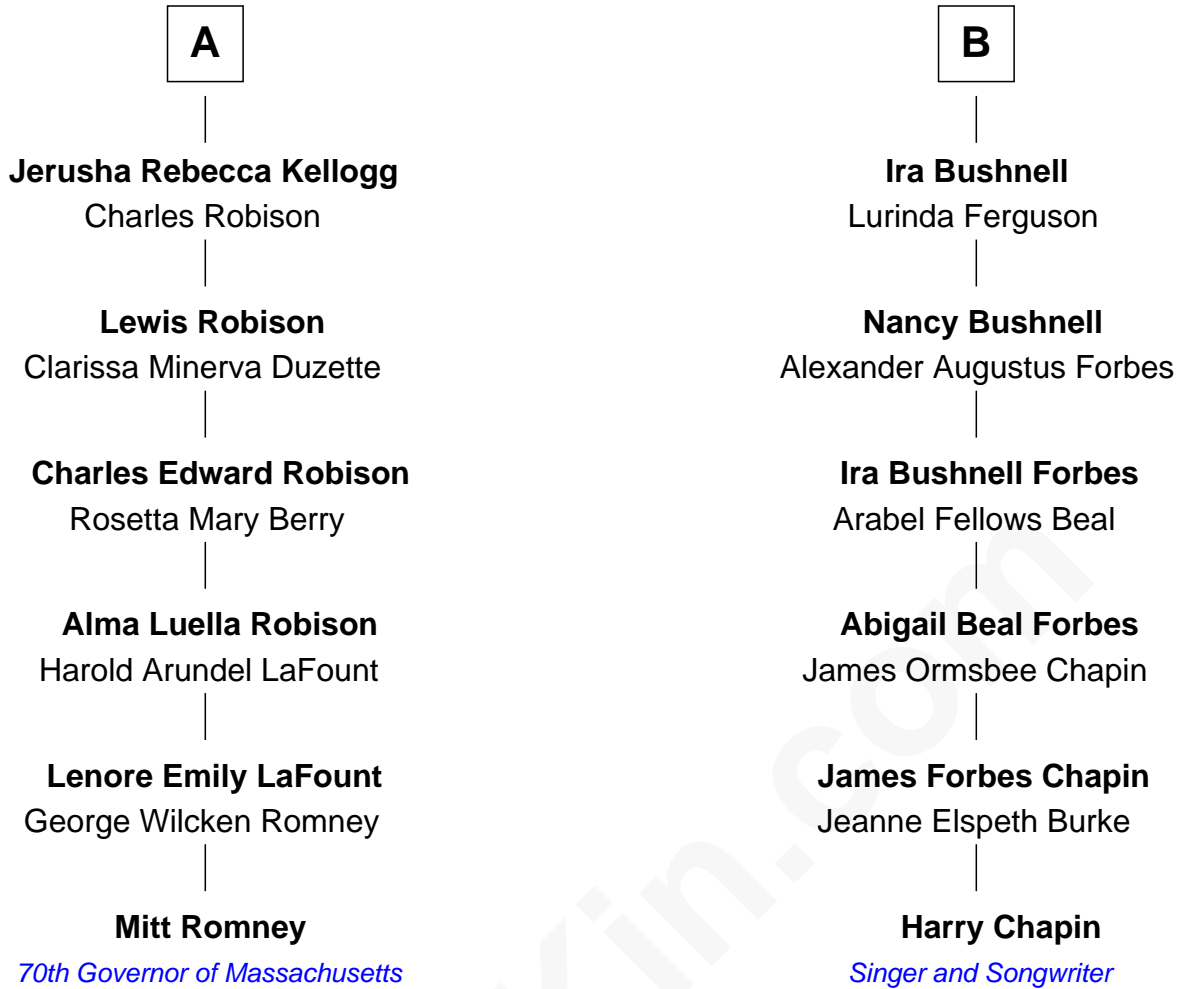 A
Jerusha Rebecca Kellogg
Charles Robison
Lewis Robison
Clarissa Minerva Duzette
Charles Edward Robison
Rosetta Mary Berry
Alma Luella Robison
Harold Arundel LaFount
Lenore Emily LaFount
George Wilcken Romney
Mitt Romney
70th Governor of Massachusetts
B
Ira Bushnell
Lurinda Ferguson
Nancy Bushnell
Alexander Augustus Forbes
Ira Bushnell Forbes
Arabel Fellows Beal
Abigail Beal Forbes
James Ormsbee Chapin
James Forbes Chapin
Jeanne Elspeth Burke
Harry Chapin
Singer and Songwriter
Kin.com